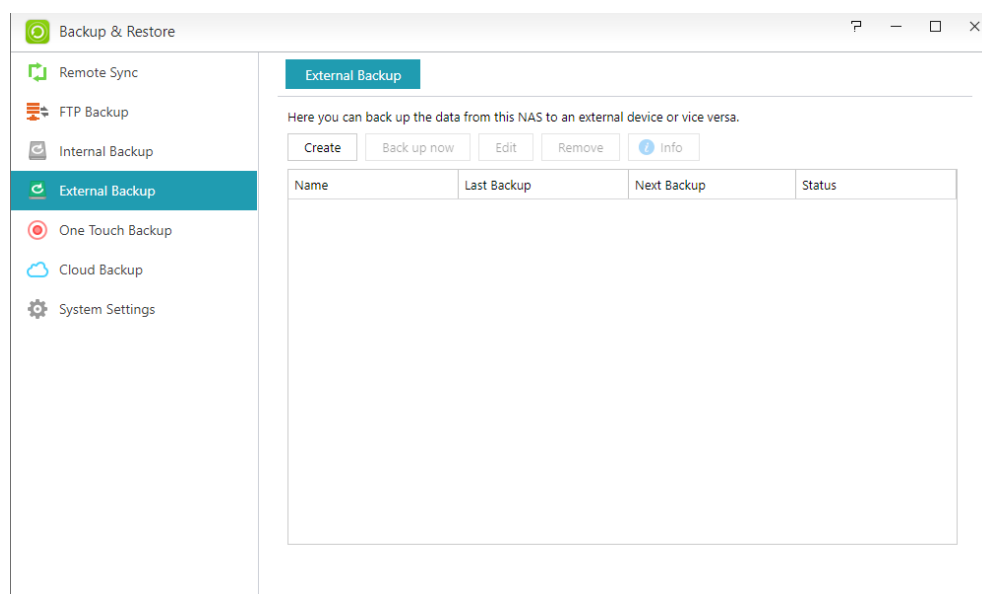 Backup & Restore
Remote Sync
FTP Backup
Internal Backup
External Backup
One Touch Backup
Cloud Backup
System Settings
External Backup
Here you can back up the data from this NAS to an external device or vice versa.
Create Back up now Edit Remove i Info
Name Last Backup Next Backup Status